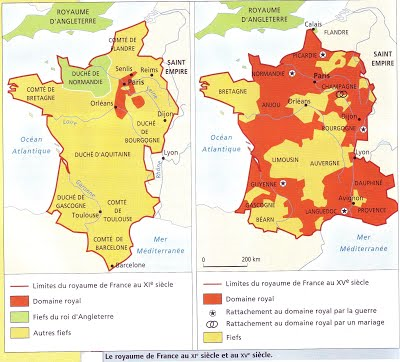 ROYAUME
D'ANGLETERRE
COMTÉ DE
FLANDRE
SAINT
EMPIRE
DUCHÉ DE
NORMANDIE
Senlis
Reims
Paris
COMTÉ DE
BRETAGNE
Orléans
Loire
Dijon
DUCHÉ
DE
BOURGOGNE
Océan
Atlantique
DUCHÉ D'AQUITAINE
Lyon
Rhône
Garonne
DUCHÉ DE
GASCOGNE
Toulouse
COMTÉ
DE
TOULOUSE
COMTÉ DE
BARCELONE
Mer
Méditerranée
Barcelone
Limites du royaume de France au XIe siècle
Domaine royal
Fiefs du roi d'Angleterre
Autres fiefs
ROYAUME
D'ANGLETERRE
Calais
FLANDRE
PICARDIE
SAINT
EMPIRE
NORMANDIE
Paris
CHAMPAGNE
BRETAGNE
ANJOU
Orléans
Dijon
BOURGOGNE
Océan
Atlantique
LIMOUSIN
AUVERGNE
Lyon
GUYENNE
DAUPHINÉ
GASCOGNE
Avignon
BÉARN
LANGUEDOC
PROVENCE
Mer
Méditerranée
0 200 km
Limites du royaume de France au XVe siècle
Domaine royal
Rattachement au domaine royal par la guerre
Rattachement au domaine royal par un mariage
Fiefs
Le royaume de France au XIe siècle et au XVe siècle.